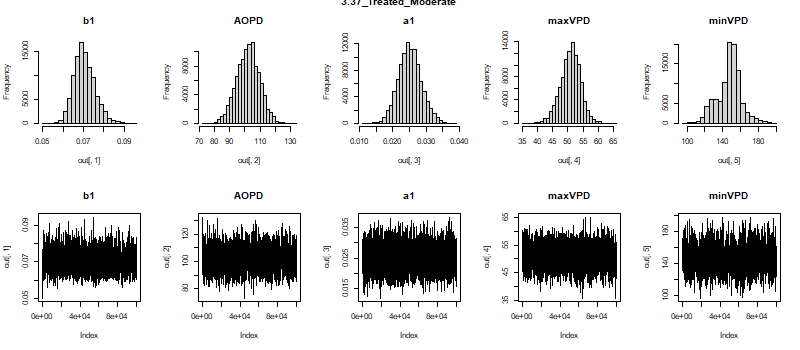 3.37_Treated_Moderate
b1
AOPD
a1
maxVPD
minVPD
Frequency
0 5000 15000
0.05 0.07 0.09
out[, 1]
Frequency
0 4000 8000
70 80 90 110 130
out[, 2]
Frequency
0 4000 8000 12000
0.010 0.020 0.030 0.040
out[, 3]
Frequency
0 4000 8000 14000
35 40 45 50 55 60 65
out[, 4]
Frequency
0 5000 15000
100 140 180
out[, 5]
b1
AOPD
a1
maxVPD
minVPD
out[, 1]
0.05 0.07 0.09
0e+00 4e+04 8e+04
Index
out[, 2]
80 100 120
0e+00 4e+04 8e+04
Index
out[, 3]
0.015 0.025 0.035
0e+00 4e+04 8e+04
Index
out[, 4]
35 45 55 65
0e+00 4e+04 8e+04
Index
out[, 5]
100 140 180
0e+00 4e+04 8e+04
Index